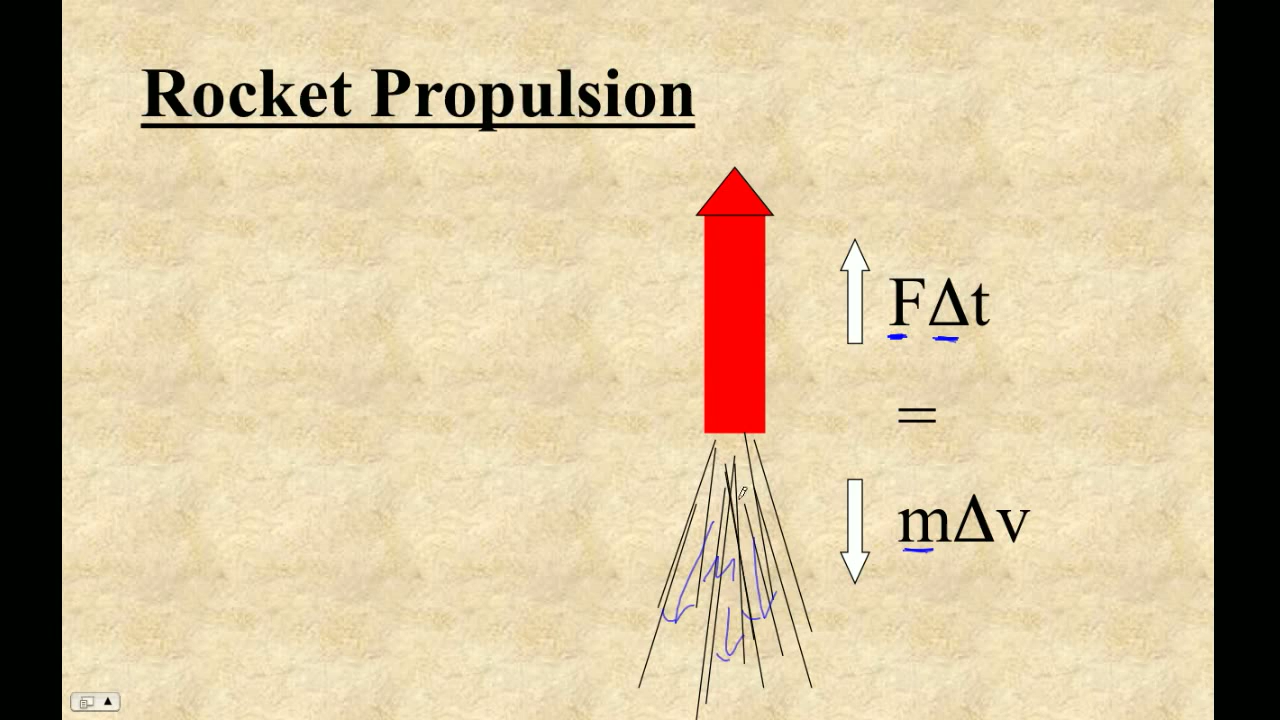 Rocket Propulsion
FΔt
=
mΔv
m